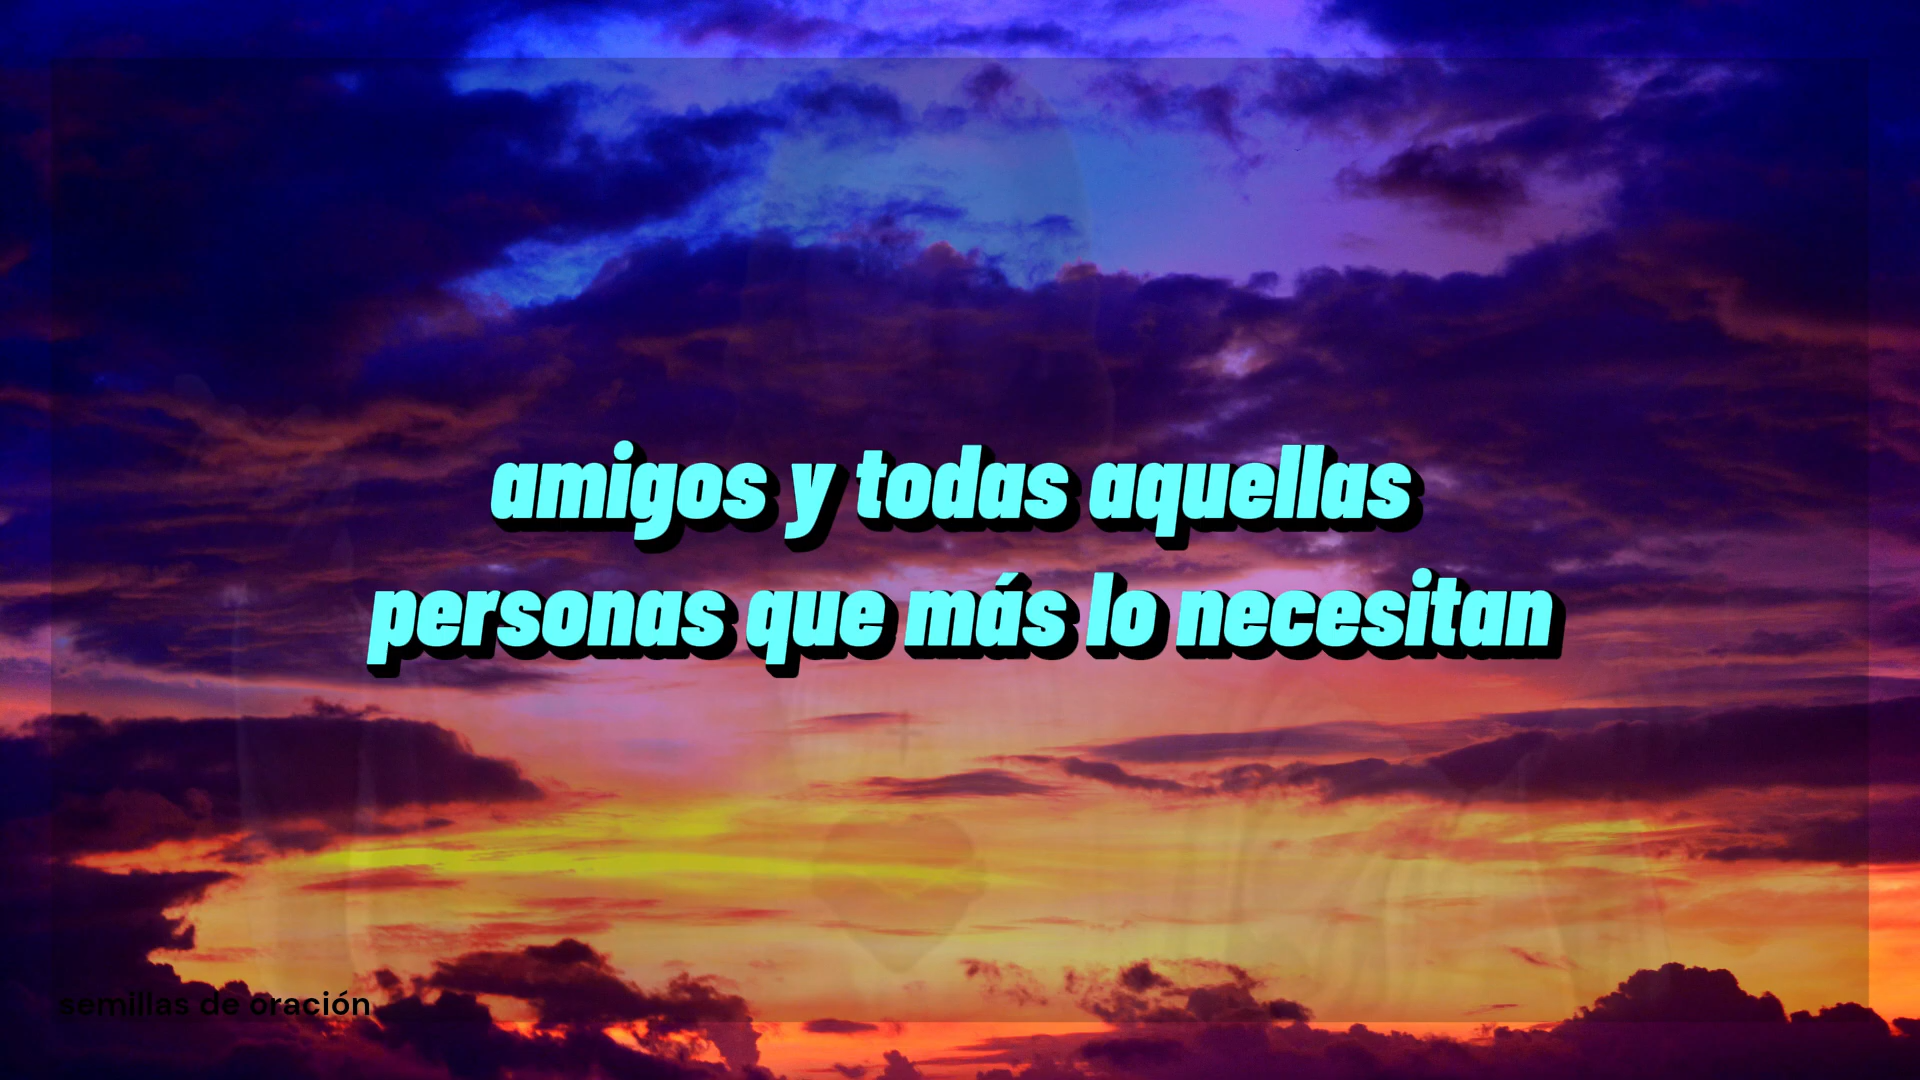 amigos y todas aquellas
personas que más lo necesitan
semillas de oración